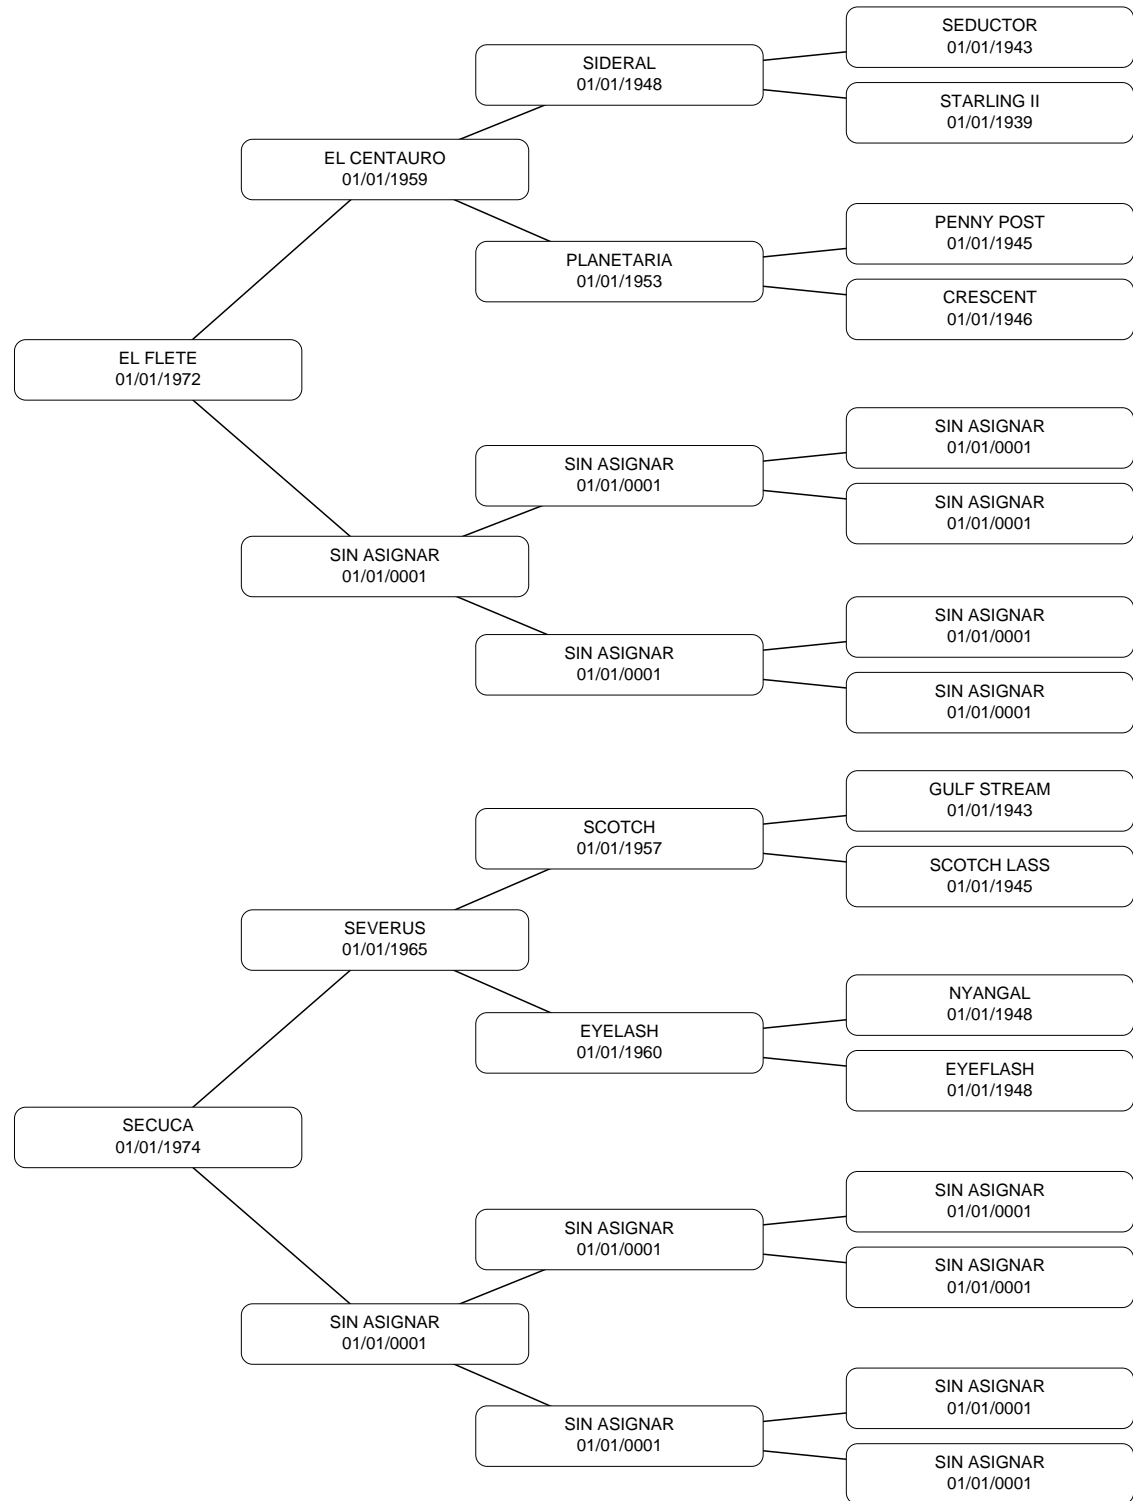 SEDUCTOR
01/01/1943
SIDERAL
01/01/1948
STARLING II
01/01/1939
EL CENTAURO
01/01/1959
PENNY POST
01/01/1945
PLANETARIA
01/01/1953
CRESCENT
01/01/1946
EL FLETE
01/01/1972
SIN ASIGNAR
01/01/0001
SIN ASIGNAR
01/01/0001
SIN ASIGNAR
01/01/0001
SIN ASIGNAR
01/01/0001
SIN ASIGNAR
01/01/0001
SIN ASIGNAR
01/01/0001
SIN ASIGNAR
01/01/0001
GULF STREAM
01/01/1943
SCOTCH
01/01/1957
SCOTCH LASS
01/01/1945
SEVERUS
01/01/1965
NYANGAL
01/01/1948
EYELASH
01/01/1960
EYEFLASH
01/01/1948
SECUCA
01/01/1974
SIN ASIGNAR
01/01/0001
SIN ASIGNAR
01/01/0001
SIN ASIGNAR
01/01/0001
SIN ASIGNAR
01/01/0001
SIN ASIGNAR
01/01/0001
SIN ASIGNAR
01/01/0001
SIN ASIGNAR
01/01/0001